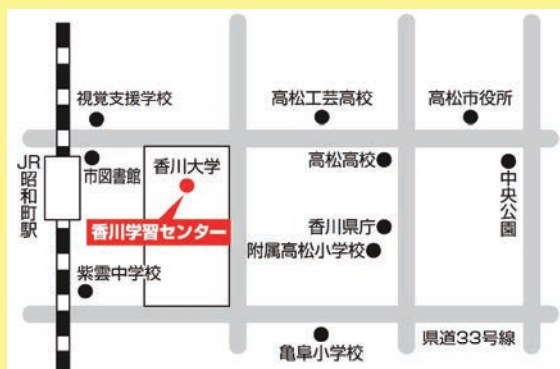 視覚支援学校
高松工芸高校
高松市役所
JR昭和町駅
市図書館
香川大学
高松高校
中央公園
香川学習センター
香川県庁
附属高松小学校
紫雲中学校
県道33号線
亀阜小学校